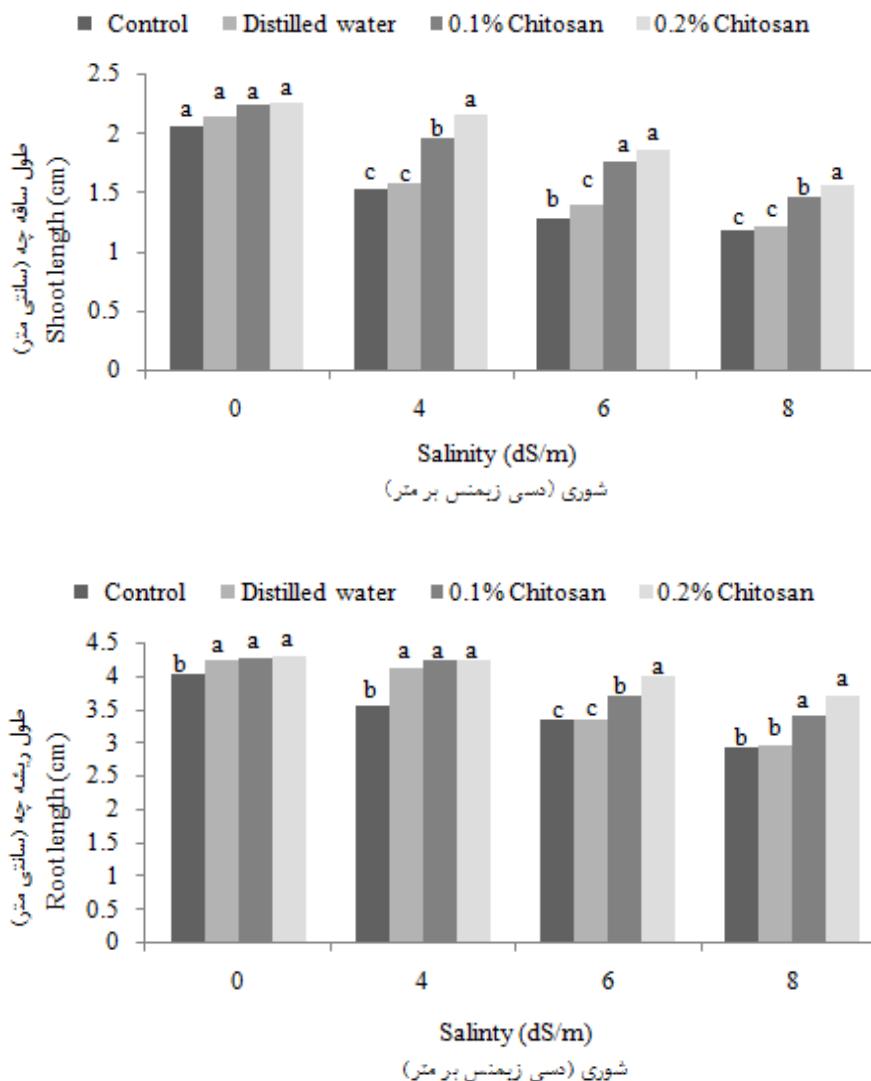 Control Distilled water 0.1% Chitosan 0.2% Chitosan
طول ساقه چه (سانتی متر)
Shoot length (cm)
2.5
2
1.5
1
0.5
0
a a a a
c c b a
b c a a
c c b a
0 4 6 8
Salinity (dS/m)
شوری (دسی زیمنس بر متر)
Control Distilled water 0.1% Chitosan 0.2% Chitosan
طول ریشه چه (سانتی متر)
Root length (cm)
4.5
4
3.5
3
2.5
2
1.5
1
0.5
0
b a a a
b a a a
c c b a
b b a a
0 4 6 8
Salinty (dS/m)
شوری (دسی زیمنس بر متر)